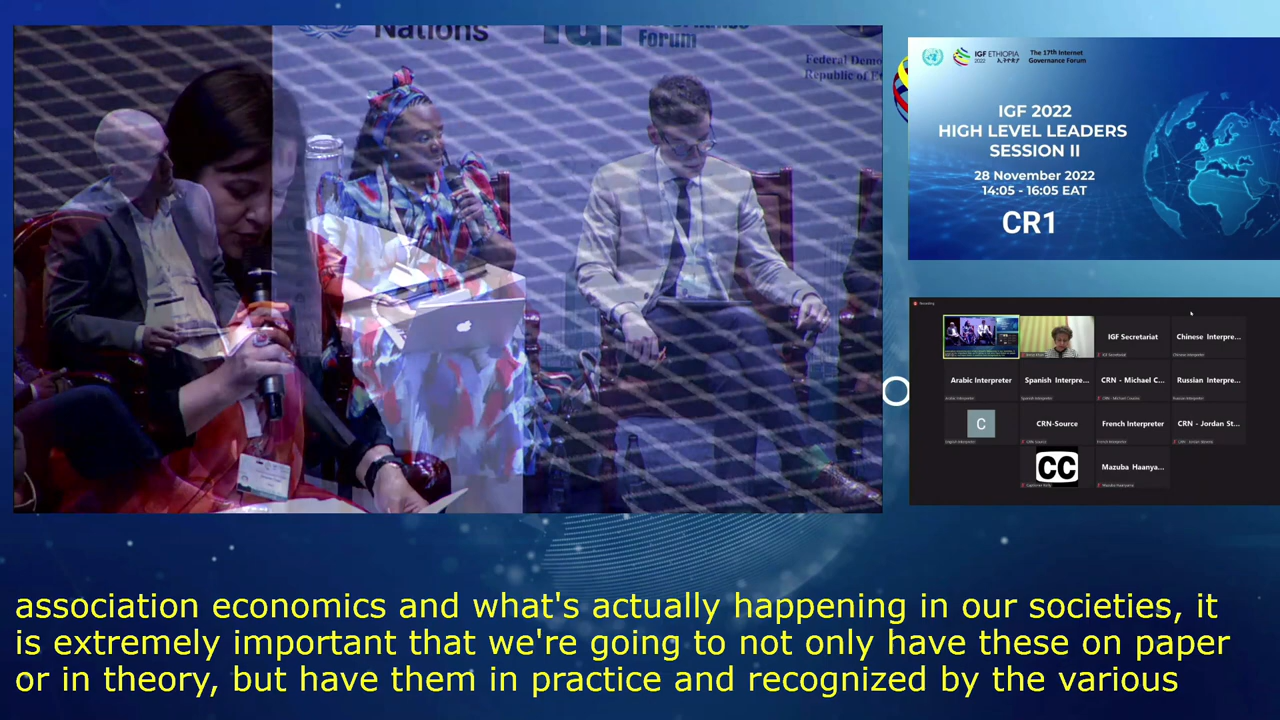 Nations
Forum
Federal Demo
Republic of Et
IGF ETHIOPIA
2022 ኢትዮጵያ
The 17th Internet
Governance Forum
IGF 2022
HIGH LEVEL LEADERS
SESSION II
28 November 2022
14:05 - 16:05 EAT
CR1
IGF Secretariat
Chinese Interpre...
Arabic Interpreter
Spanish Interpre...
CRN - Michael C...
Russian Interpre...
C
CRN-Source
French Interpreter
CRN - Jordan St...
CC
Mazuba Haanya...
association economics and what's actually happening in our societies, it
is extremely important that we're going to not only have these on paper
or in theory, but have them in practice and recognized by the various